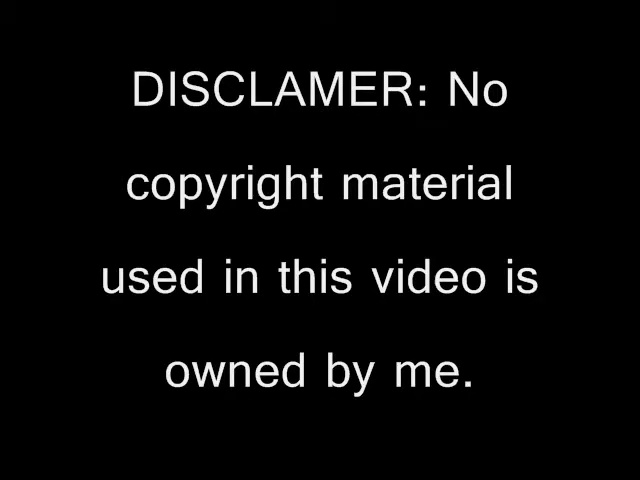 DISCLAMER: No
copyright material
used in this video is
owned by me.